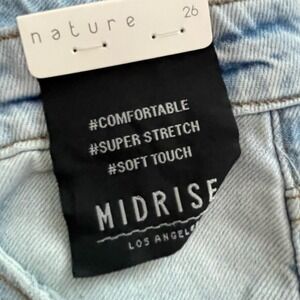 nature 26
#COMFORTABLE
#SUPER STRETCH
#SOFT TOUCH
MIDRISE
LOS ANGELES